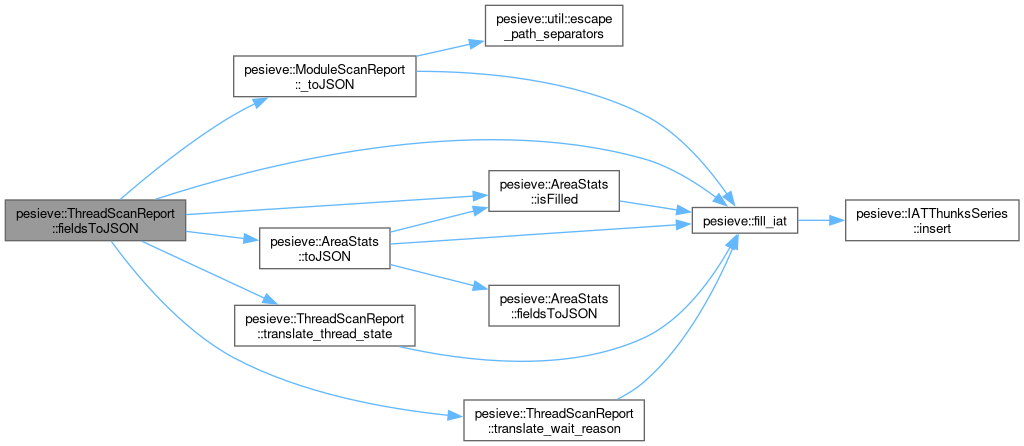 pesieve::util::escape
_path_separators
pesieve::ModuleScanReport
::_toJSON
pesieve::AreaStats
::isFilled
pesieve::ThreadScanReport
::fieldsToJSON
pesieve::fill_iat
pesieve::IATThunksSeries
::insert
pesieve::AreaStats
::toJSON
pesieve::AreaStats
::fieldsToJSON
pesieve::ThreadScanReport
::translate_thread_state
pesieve::ThreadScanReport
::translate_wait_reason